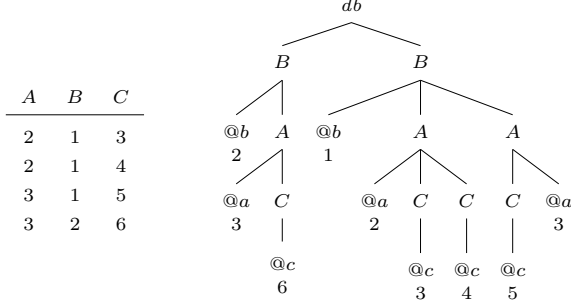 db
B B
A B C
2 1 3
2 1 4
3 1 5
3 2 6
@b A @b A A
2 1
@a C @a C C C @a
3 2 3
@c @c @c @c
6 3 4 5